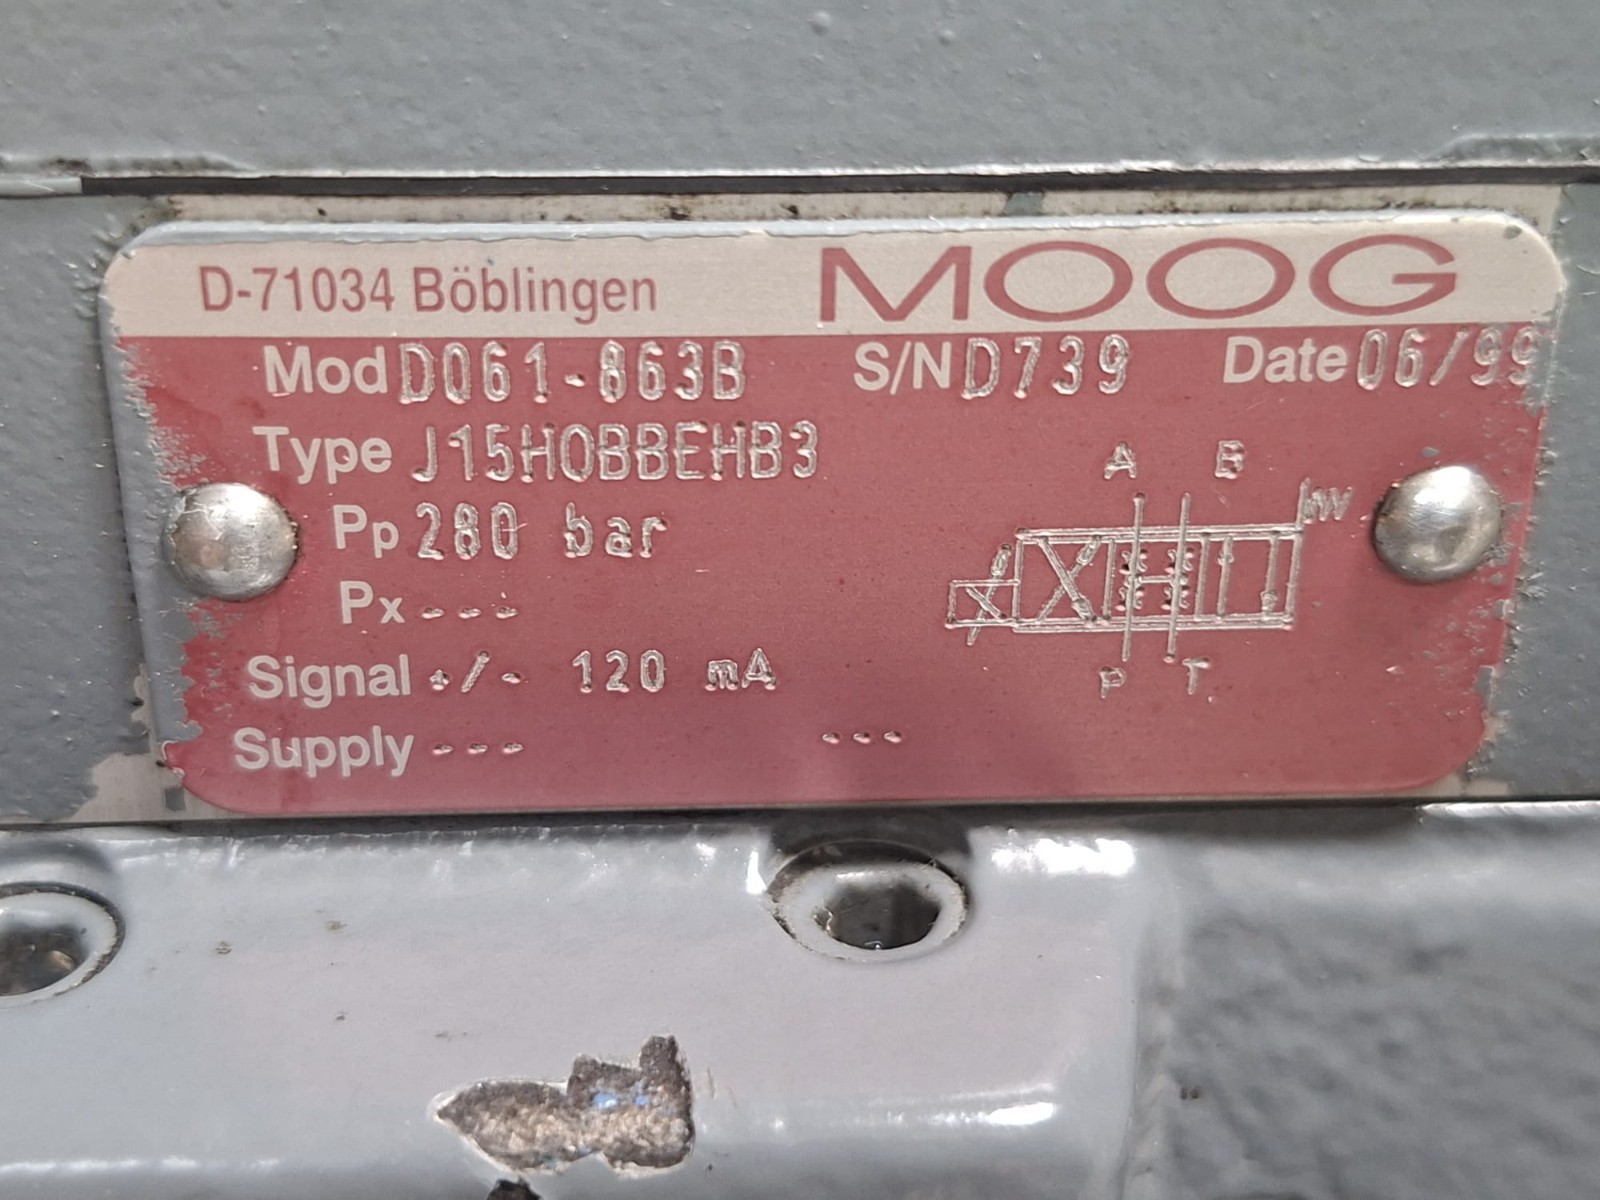 D-71034 Böblingen MOOG
Mod D061-863B S/N D739 Date 06/99
Type J15HOBBEHB3
A B
Pp 280 bar
Px ---
P T
Signal +/- 120 mA
Supply --- ---